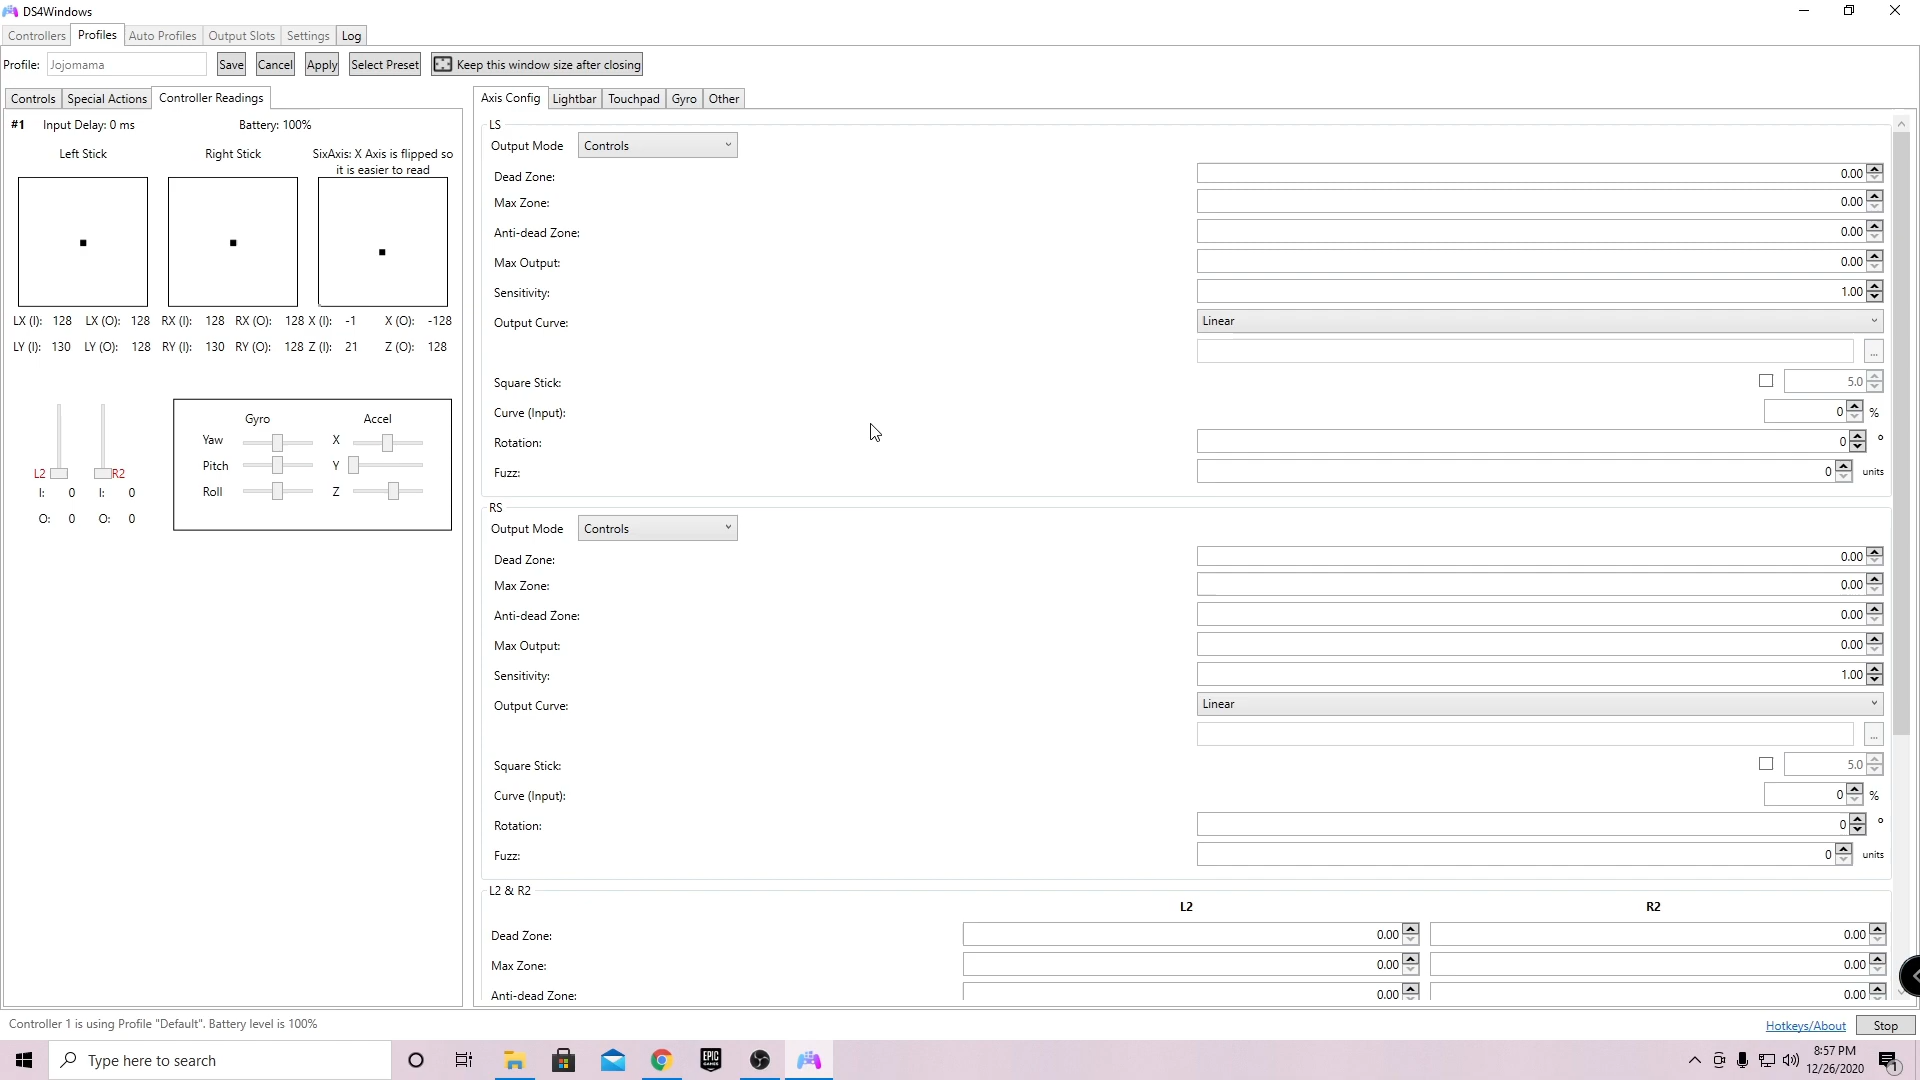 DS4Windows
Controllers Profiles Auto Profiles Output Slots Settings Log
Profile: Jojomama Save Cancel Apply Select Preset Keep this window size after closing
Controls Special Actions Controller Readings
#1 Input Delay: 0 ms Battery: 100%
Left Stick Right Stick SixAxis: X Axis is flipped so
it is easier to read
LX (I): 128 LX (O): 128 RX (I): 128 RX (O): 128 X (I): -1 X (O): -128
LY (I): 130 LY (O): 128 RY (I): 130 RY (O): 128 Z (I): 21 Z (O): 128
Gyro Accel
Yaw X
Pitch Y
Roll Z
L2 R2
I: 0 I: 0
O: 0 O: 0
Axis Config Lightbar Touchpad Gyro Other
LS
Output Mode Controls
Dead Zone: 0.00
Max Zone: 0.00
Anti-dead Zone: 0.00
Max Output: 0.00
Sensitivity: 1.00
Output Curve: Linear
...
Square Stick: 5.0
Curve (Input): 0 %
Rotation: 0 °
Fuzz: 0 units
RS
Output Mode Controls
Dead Zone: 0.00
Max Zone: 0.00
Anti-dead Zone: 0.00
Max Output: 0.00
Sensitivity: 1.00
Output Curve: Linear
...
Square Stick: 5.0
Curve (Input): 0 %
Rotation: 0 °
Fuzz: 0 units
L2 & R2
L2 R2
Dead Zone: 0.00 0.00
Max Zone: 0.00 0.00
Anti-dead Zone: 0.00 0.00
Controller 1 is using Profile "Default". Battery level is 100%
Hotkeys/About Stop
Type here to search
EPIC GAMES
8:57 PM
12/26/2020
1